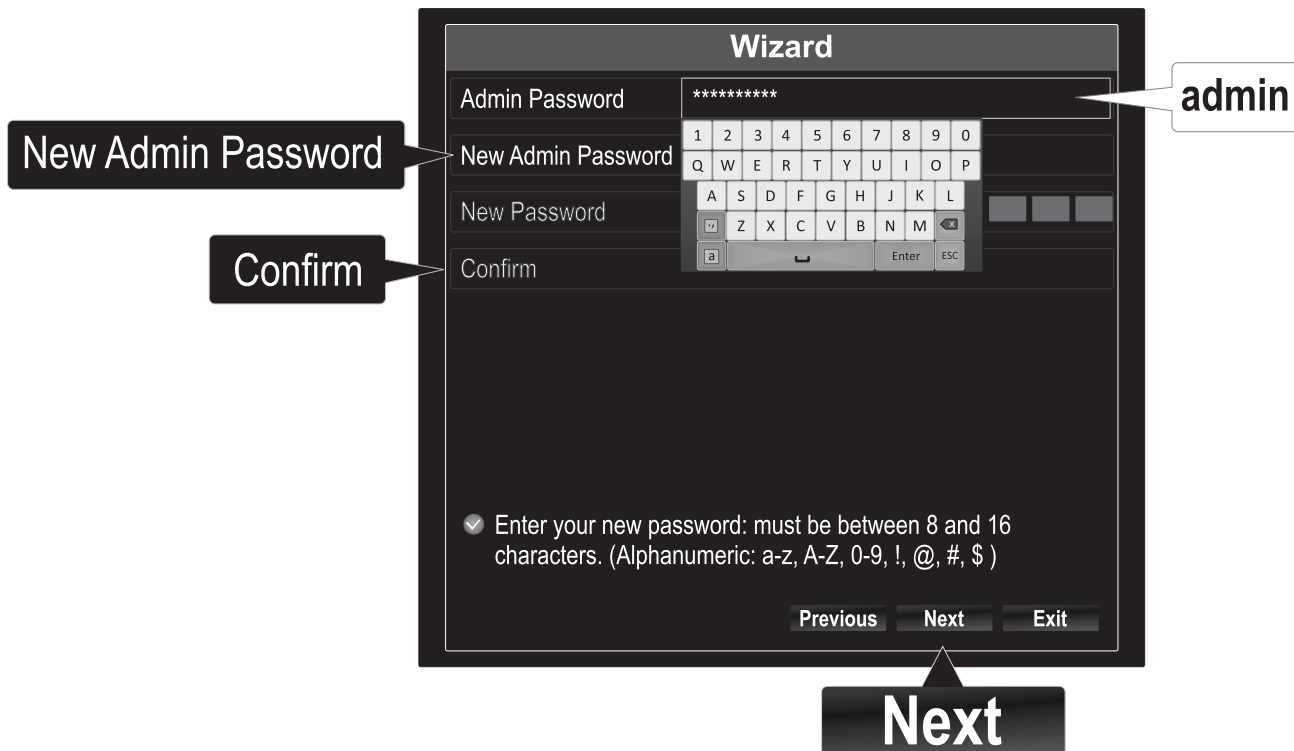 Wizard
Admin Password **********
admin
1 2 3 4 5 6 7 8 9 0
New Admin Password
New Admin Password
Q W E R T Y U I O P
A S D F G H J K L
New Password
Z X C V B N M
Confirm
Confirm
a Enter ESC
Enter your new password: must be between 8 and 16
characters. (Alphanumeric: a-z, A-Z, 0-9, !, @, #, $ )
Previous Next Exit
Next